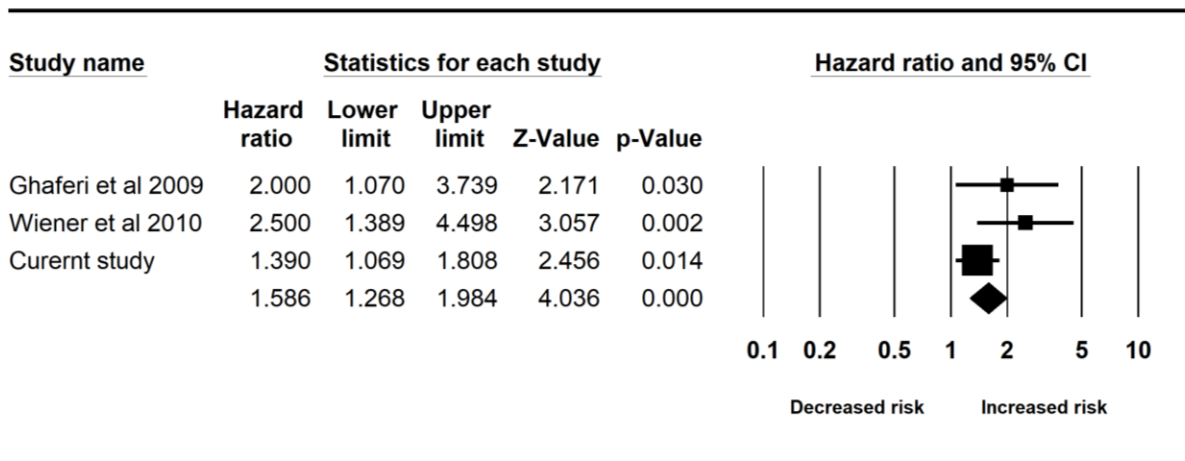 Study name Statistics for each study Hazard ratio and 95% CI
Hazard Lower Upper
ratio limit limit Z-Value p-Value
Ghaferi et al 2009 2.000 1.070 3.739 2.171 0.030
Wiener et al 2010 2.500 1.389 4.498 3.057 0.002
Curernt study 1.390 1.069 1.808 2.456 0.014
1.586 1.268 1.984 4.036 0.000
0.1 0.2 0.5 1 2 5 10
Decreased risk Increased risk